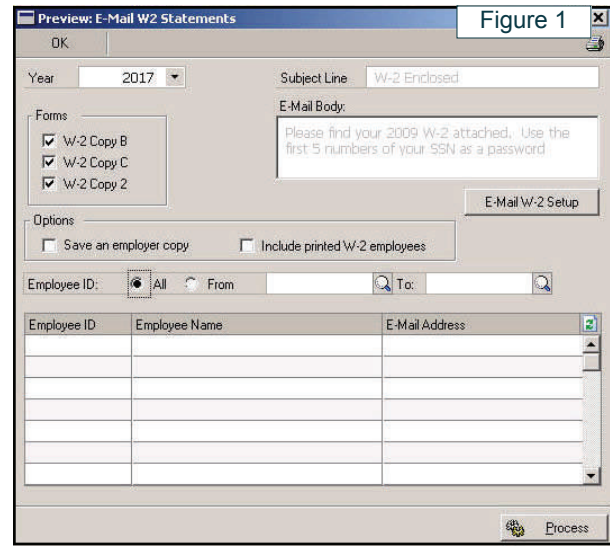 Preview: E-Mail W2 Statements
Figure 1
OK
Year 2017 Subject Line W-2 Enclosed
E-Mail Body:
Please find your 2009 W-2 attached. Use the
first 5 numbers of your SSN as a password
Forms
W-2 Copy B
W-2 Copy C
W-2 Copy 2
E-Mail W-2 Setup
Options
Save an employer copy Include printed W-2 employees
Employee ID: All From To:
Employee ID Employee Name E-Mail Address
Process